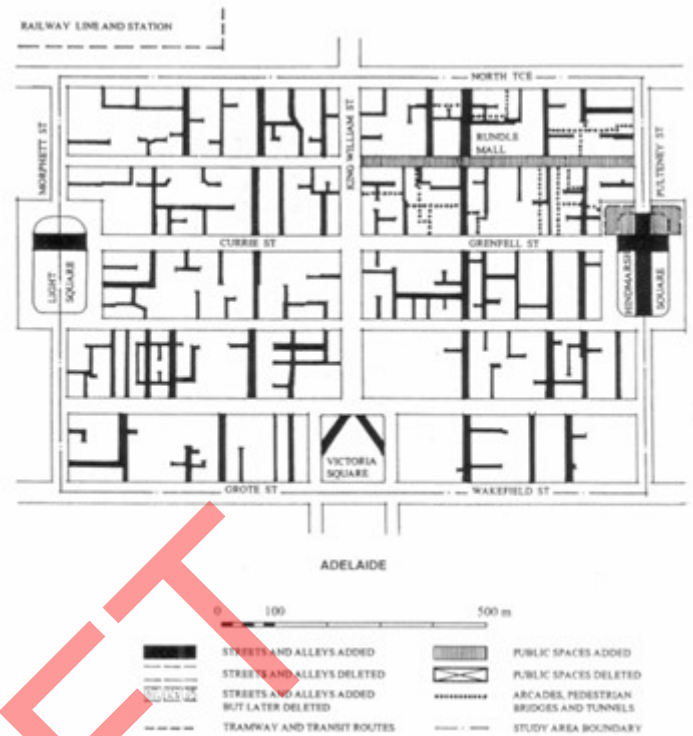 RAILWAY LINE AND STATION
NORTH TCE
MORPHETT ST
KING WILLIAM ST
RUNDLE
MALL
PULTENEY ST
CURRIE ST
GRENFELL ST
LIGHT
SQUARE
HINDMARSH
SQUARE
VICTORIA
SQUARE
GROTE ST
WAKEFIELD ST
ADELAIDE
0 100 500 m
STREETS AND ALLEYS ADDED
PUBLIC SPACES ADDED
STREETS AND ALLEYS DELETED
PUBLIC SPACES DELETED
STREETS AND ALLEYS ADDED
BUT LATER DELETED
ARCADES, PEDESTRIAN
BRIDGES AND TUNNELS
TRAMWAY AND TRANSIT ROUTES
STUDY AREA BOUNDARY